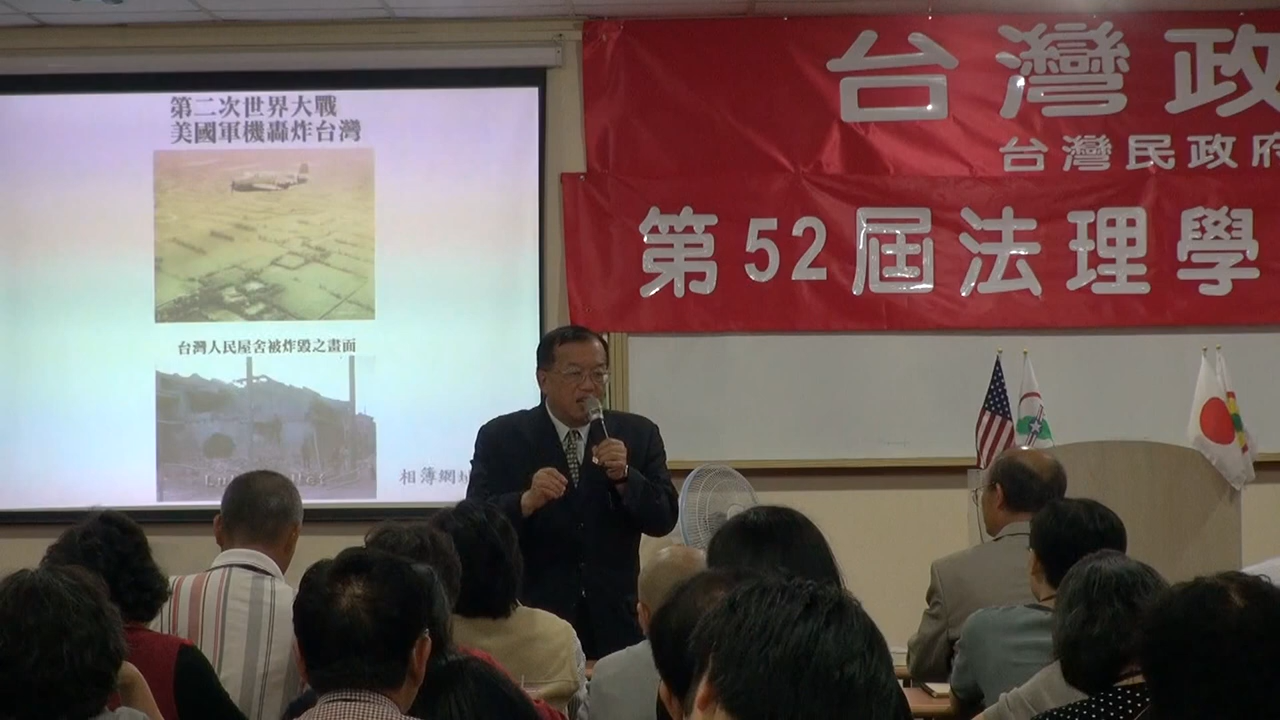 第二次世界大戰
美國軍機轟炸台灣
台灣人民屋舍被炸毀之畫面
相薄網
台灣政
台灣民政府
第52屆法理學